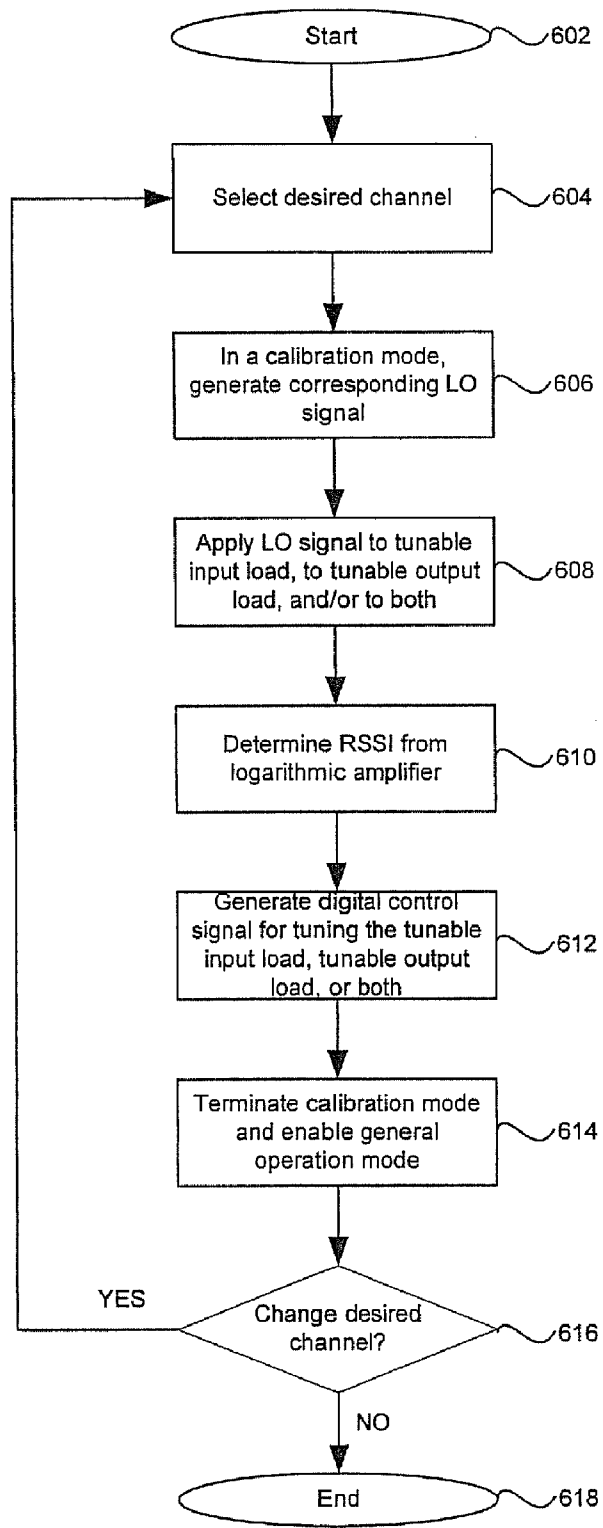 Start
602
Select desired channel
604
In a calibration mode,
generate corresponding LO
signal
606
Apply LO signal to tunable
input load, to tunable output
load, and/or to both
608
Determine RSSI from
logarithmic amplifier
610
Generate digital control
signal for tuning the tunable
input load, tunable output
load, or both
612
Terminate calibration mode
and enable general
operation mode
614
YES
Change desired
channel?
616
NO
End
618